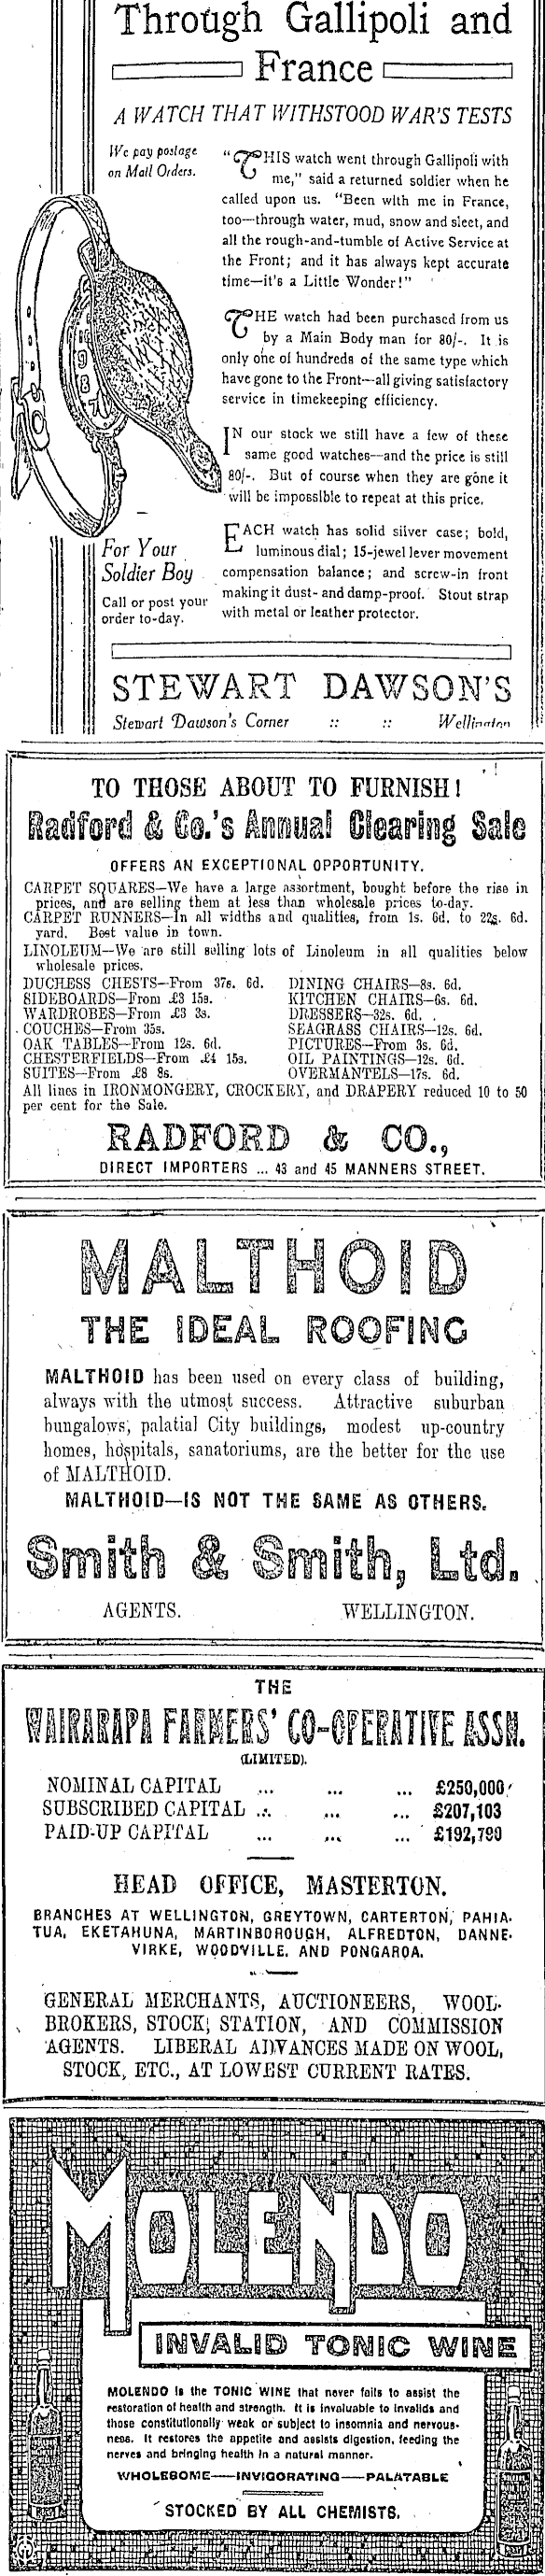 Through Gallipoli and
France
A WATCH THAT WITHSTOOD WAR'S TESTS
We pay postage
on Mail Orders.
"THIS watch went through Gallipoli with
me," said a returned soldier when he
called upon us. "Been with me in France,
too—through water, mud, snow and sleet, and
all the rough-and-tumble of Active Service at
the Front; and it has always kept accurate
time—it's a Little Wonder!"
THE watch had been purchased from us
by a Main Body man for 80/-. It is
only one of hundreds of the same type which
have gone to the Front—all giving satisfactory
service in timekeeping efficiency.
IN our stock we still have a few of these
same good watches—and the price is still
80/-. But of course when they are gone it
will be impossible to repeat at this price.
EACH watch has solid silver case; bold,
luminous dial; 15-jewel lever movement
compensation balance; and screw-in front
making it dust- and damp-proof. Stout strap
with metal or leather protector.
For Your
Soldier Boy
Call or post your
order to-day.
STEWART DAWSON'S
Stewart Dawson's Corner :: :: Wellington
TO THOSE ABOUT TO FURNISH!
Radford & Co.'s Annual Clearing Sale
OFFERS AN EXCEPTIONAL OPPORTUNITY.
CARPET SQUARES—We have a large assortment, bought before the rise in
prices, and are selling them at less than wholesale prices to-day.
CARPET RUNNERS—In all widths and qualities, from 1s. 6d. to 22s. 6d.
yard. Best value in town.
LINOLEUM—We are still selling lots of Linoleum in all qualities below
wholesale prices.
DUCHESS CHESTS—From 37s. 6d. DINING CHAIRS—8s. 6d.
SIDEBOARDS—From £3 15s. KITCHEN CHAIRS—6s. 6d.
WARDROBES—From £3 3s. DRESSERS—32s. 6d.
COUCHES—From 35s. SEAGRASS CHAIRS—12s. 6d.
OAK TABLES—From 12s. 6d. PICTURES—From 3s. 6d.
CHESTERFIELDS—From £4 15s. OIL PAINTINGS—12s. 6d.
SUITES—From £8 8s. OVERMANTELS—17s. 6d.
All lines in IRONMONGERY, CROCKERY, and DRAPERY reduced 10 to 50
per cent for the Sale.
RADFORD & CO.,
DIRECT IMPORTERS ... 43 and 45 MANNERS STREET.
MALTHOID
THE IDEAL ROOFING
MALTHOID has been used on every class of building,
always with the utmost success. Attractive suburban
bungalows, palatial City buildings, modest up-country
homes, hospitals, sanatoriums, are the better for the use
of MALTHOID.
MALTHOID—IS NOT THE SAME AS OTHERS.
Smith & Smith, Ltd.
AGENTS. WELLINGTON.
THE
WAIRARAPA FARMERS' CO-OPERATIVE ASSN.
(LIMITED).
NOMINAL CAPITAL ... ... ... £250,000
SUBSCRIBED CAPITAL ... ... ... £207,103
PAID-UP CAPITAL ... ... ... £192,790
HEAD OFFICE, MASTERTON.
BRANCHES AT WELLINGTON, GREYTOWN, CARTERTON, PAHIA-
TUA, EKETAHUNA, MARTINBOROUGH, ALFREDTON, DANNE-
VIRKE, WOODVILLE, AND PONGAROA.
GENERAL MERCHANTS, AUCTIONEERS, WOOL-
BROKERS, STOCK, STATION, AND COMMISSION
AGENTS. LIBERAL ADVANCES MADE ON WOOL,
STOCK, ETC., AT LOWEST CURRENT RATES.
MOLENDO
INVALID TONIC WINE
MOLENDO is the TONIC WINE that never fails to assist the
restoration of health and strength. It is invaluable to invalids and
those constitutionally weak or subject to insomnia and nervous-
ness. It restores the appetite and assists digestion, feeding the
nerves and bringing health in a natural manner.
WHOLESOME—INVIGORATING—PALATABLE
STOCKED BY ALL CHEMISTS.